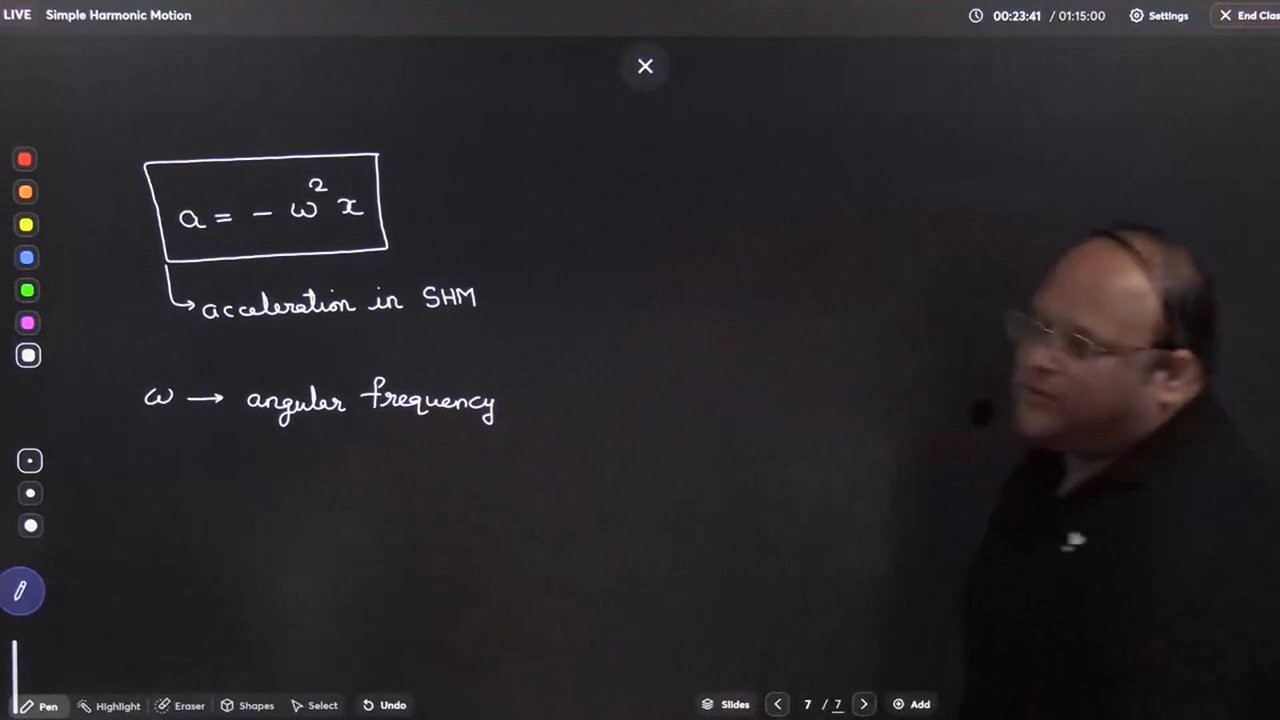 LIVE Simple Harmonic Motion 00:23:41 / 01:15:00 Settings End Clas
a = - ω² x
acceleration in SHM
ω → angular frequency
Pen Highlight Eraser Shapes Select Undo Slides 7 / 7 Add